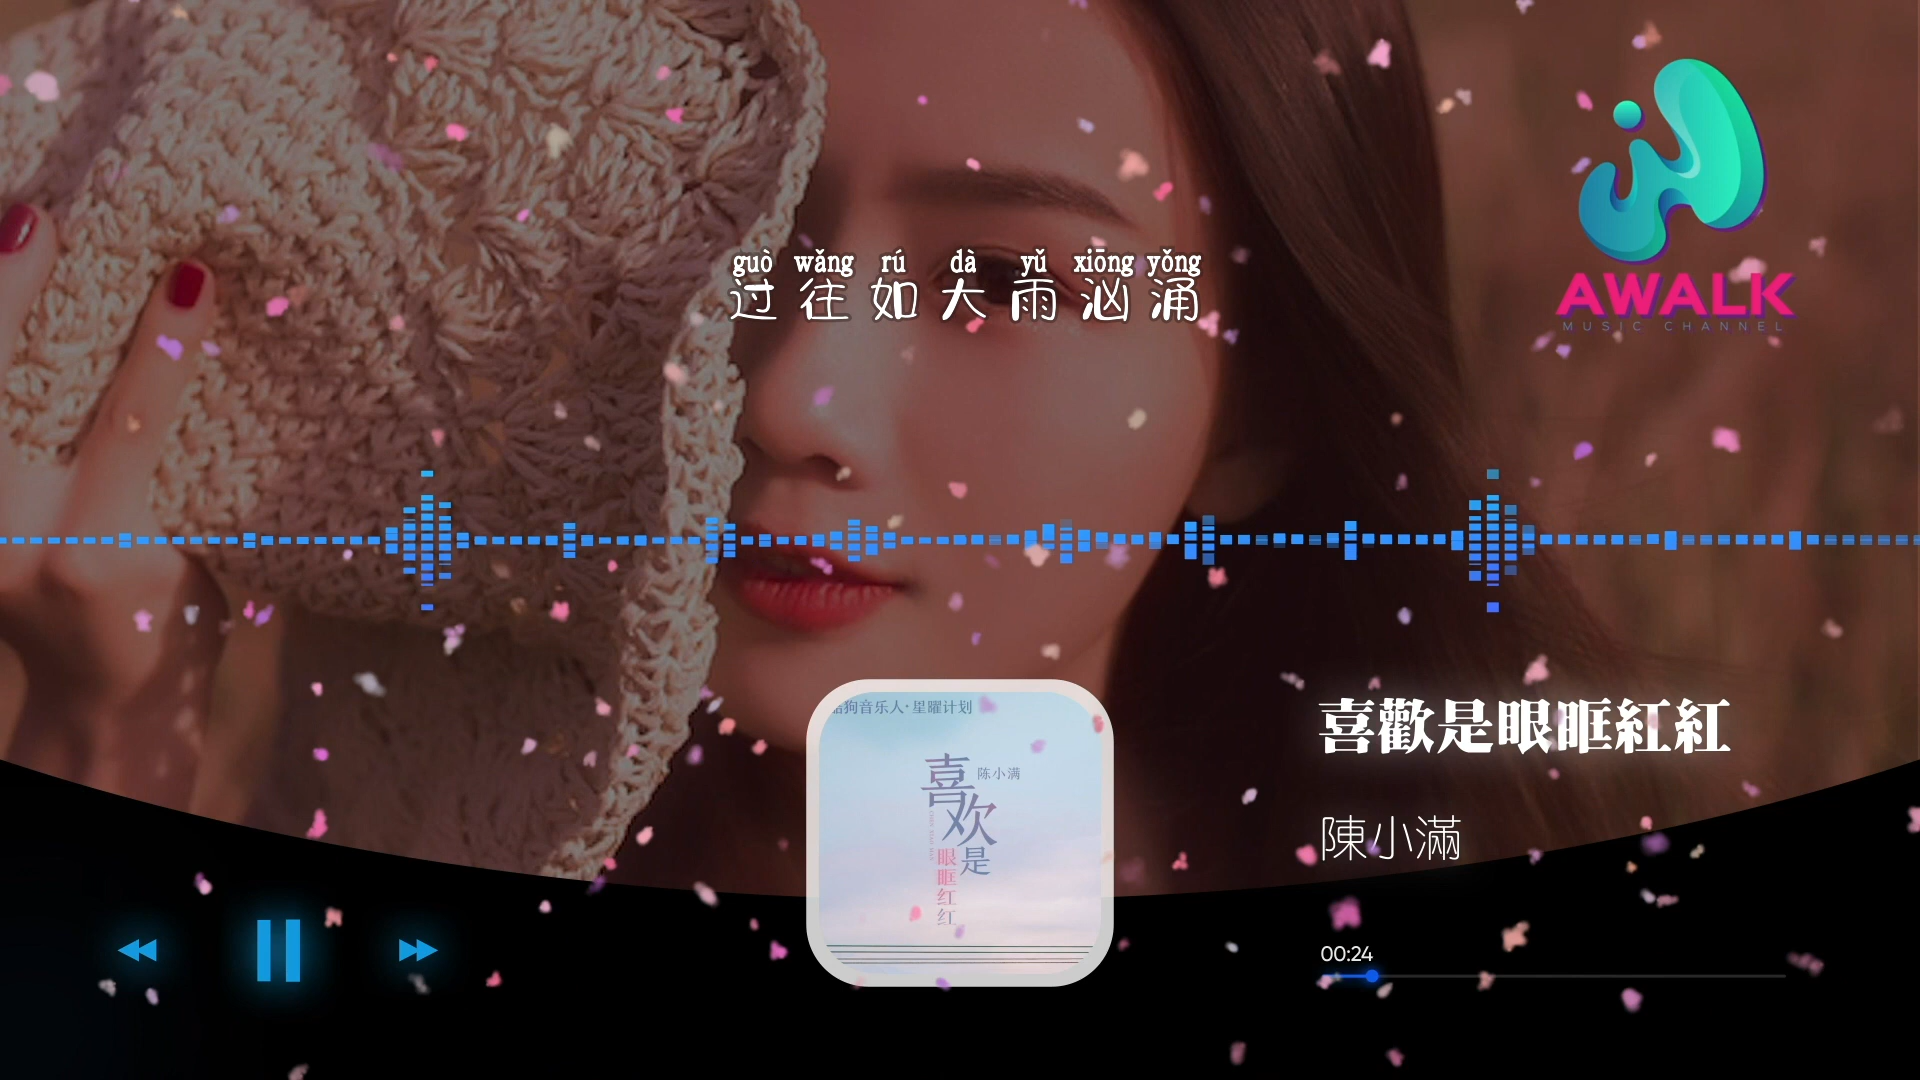 AWALK
MUSIC CHANNEL
guò wǎng rú dà yǔ xiōng yǒng
过往如大雨汹涌
酷狗音乐人·星曜计划
喜欢是
眼眶红红
陈小满
喜歡是眼眶紅紅
陳小滿
00:24